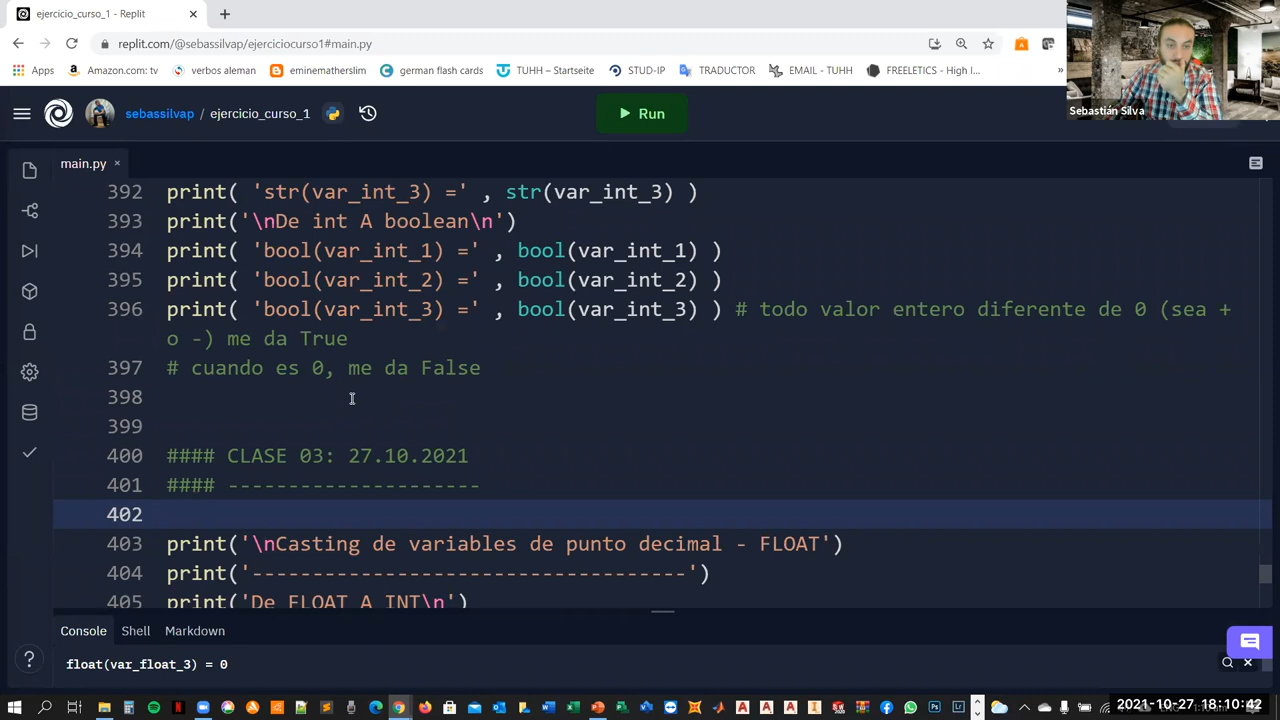 ejercicio_curso_1 - Replit
replit.com/@sebassilvap/ejerciciocurso1#main.py
Apps Amazon.com: tv verbos aleman eminematherslim german flash cards TUHH – Startseite STUD-IP TRADUCTOR EMAIL - TUHH FREELETICS - High I... »
Sebastián Silva
sebassilvap / ejercicio_curso_1 Run
main.py
392 print( 'str(var_int_3) =' , str(var_int_3) )
393 print('\nDe int A boolean\n')
394 print( 'bool(var_int_1) =' , bool(var_int_1) )
395 print( 'bool(var_int_2) =' , bool(var_int_2) )
396 print( 'bool(var_int_3) =' , bool(var_int_3) ) # todo valor entero diferente de 0 (sea +
o -) me da True
397 # cuando es 0, me da False
398
399
400 #### CLASE 03: 27.10.2021
401 #### ---------------------
402
403 print('\nCasting de variables de punto decimal - FLOAT')
404 print('------------------------------------')
405 print('De FLOAT A INT\n')
Console Shell Markdown
float(var_float_3) = 0
2021-10-27 18:10:42